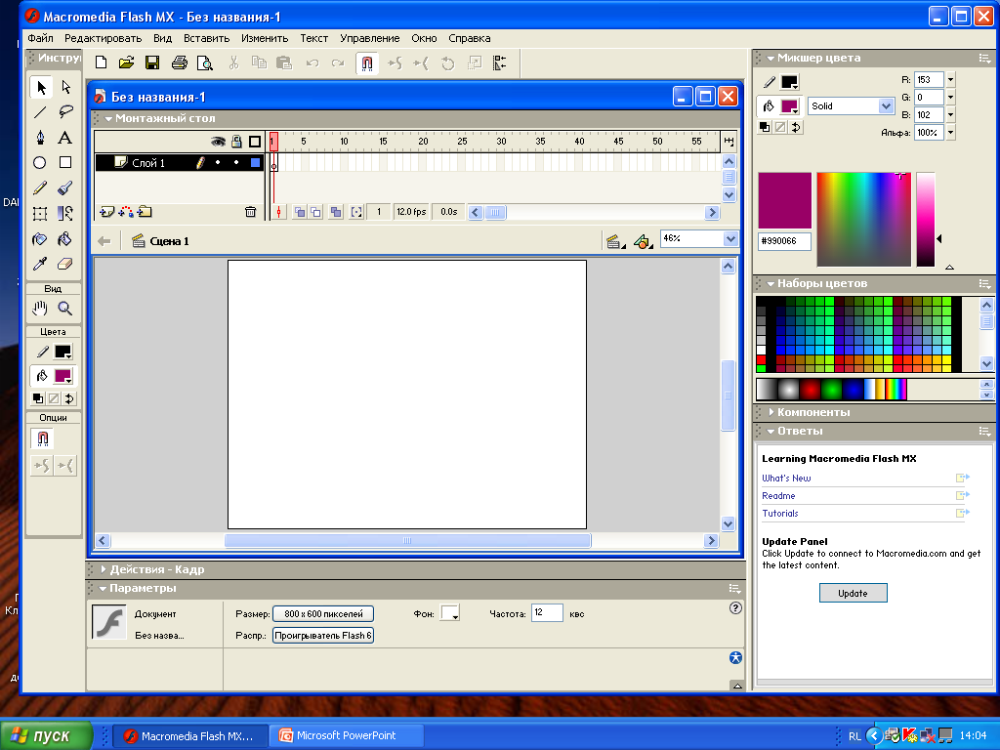 Macromedia Flash MX - Без названия-1
Файл Редактировать Вид Вставить Изменить Текст Управление Окно Справка
Инстру
Без названия-1
Монтажный стол
1 5 10 15 20 25 30 35 40 45 50 55
Слой 1
1 12.0 fps 0.0s
Сцена 1 46%
Вид
Цвета
Опции
Микшер цвета
R: 153
Solid G: 0
B: 102
Альфа: 100%
#990066
Наборы цветов
Компоненты
Ответы
Learning Macromedia Flash MX
What's New
Readme
Tutorials
Update Panel
Click Update to connect to Macromedia.com and get
the latest content.
Update
Действия - Кадр
Параметры
Документ Размер: 800 x 600 пикселей Фон: Частота: 12 квс
Без назва... Распр.: Проигрыватель Flash 6
пуск Macromedia Flash MX... Microsoft PowerPoint RL 14:04